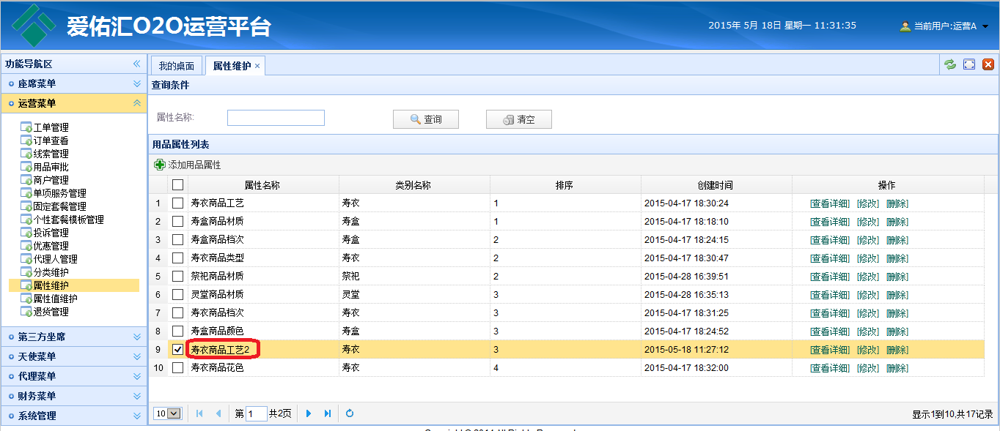 爱佑汇O2O运营平台
2015年 5月 18日 星期一 11:31:35
当前用户:运营A
功能导航区
座席菜单
运营菜单
工单管理
订单查看
线索管理
用品审批
商户管理
单项服务管理
固定套餐管理
个性套餐模板管理
投诉管理
优惠管理
代理人管理
分类维护
属性维护
属性值维护
退货管理
第三方坐席
天使菜单
代理菜单
财务菜单
系统管理
我的桌面 属性维护 ×
查询条件
属性名称: 查询 清空
用品属性列表
添加用品属性
属性名称 类别名称 排序 创建时间 操作
1 寿衣商品工艺 寿衣 1 2015-04-17 18:30:24 [查看详细] [修改] [删除]
2 寿盒商品材质 寿盒 1 2015-04-17 18:18:10 [查看详细] [修改] [删除]
3 寿盒商品档次 寿盒 2 2015-04-17 18:24:15 [查看详细] [修改] [删除]
4 寿衣商品类型 寿衣 2 2015-04-17 18:30:47 [查看详细] [修改] [删除]
5 祭祀商品材质 祭祀 2 2015-04-28 16:39:51 [查看详细] [修改] [删除]
6 灵堂商品材质 灵堂 3 2015-04-28 16:35:13 [查看详细] [修改] [删除]
7 寿衣商品档次 寿衣 3 2015-04-17 18:31:25 [查看详细] [修改] [删除]
8 寿盒商品颜色 寿盒 3 2015-04-17 18:24:52 [查看详细] [修改] [删除]
9 寿衣商品工艺2 寿衣 3 2015-05-18 11:27:12 [查看详细] [修改] [删除]
10 寿衣商品花色 寿衣 4 2015-04-17 18:32:00 [查看详细] [修改] [删除]
10 第 1 共2页 显示1到10,共17记录